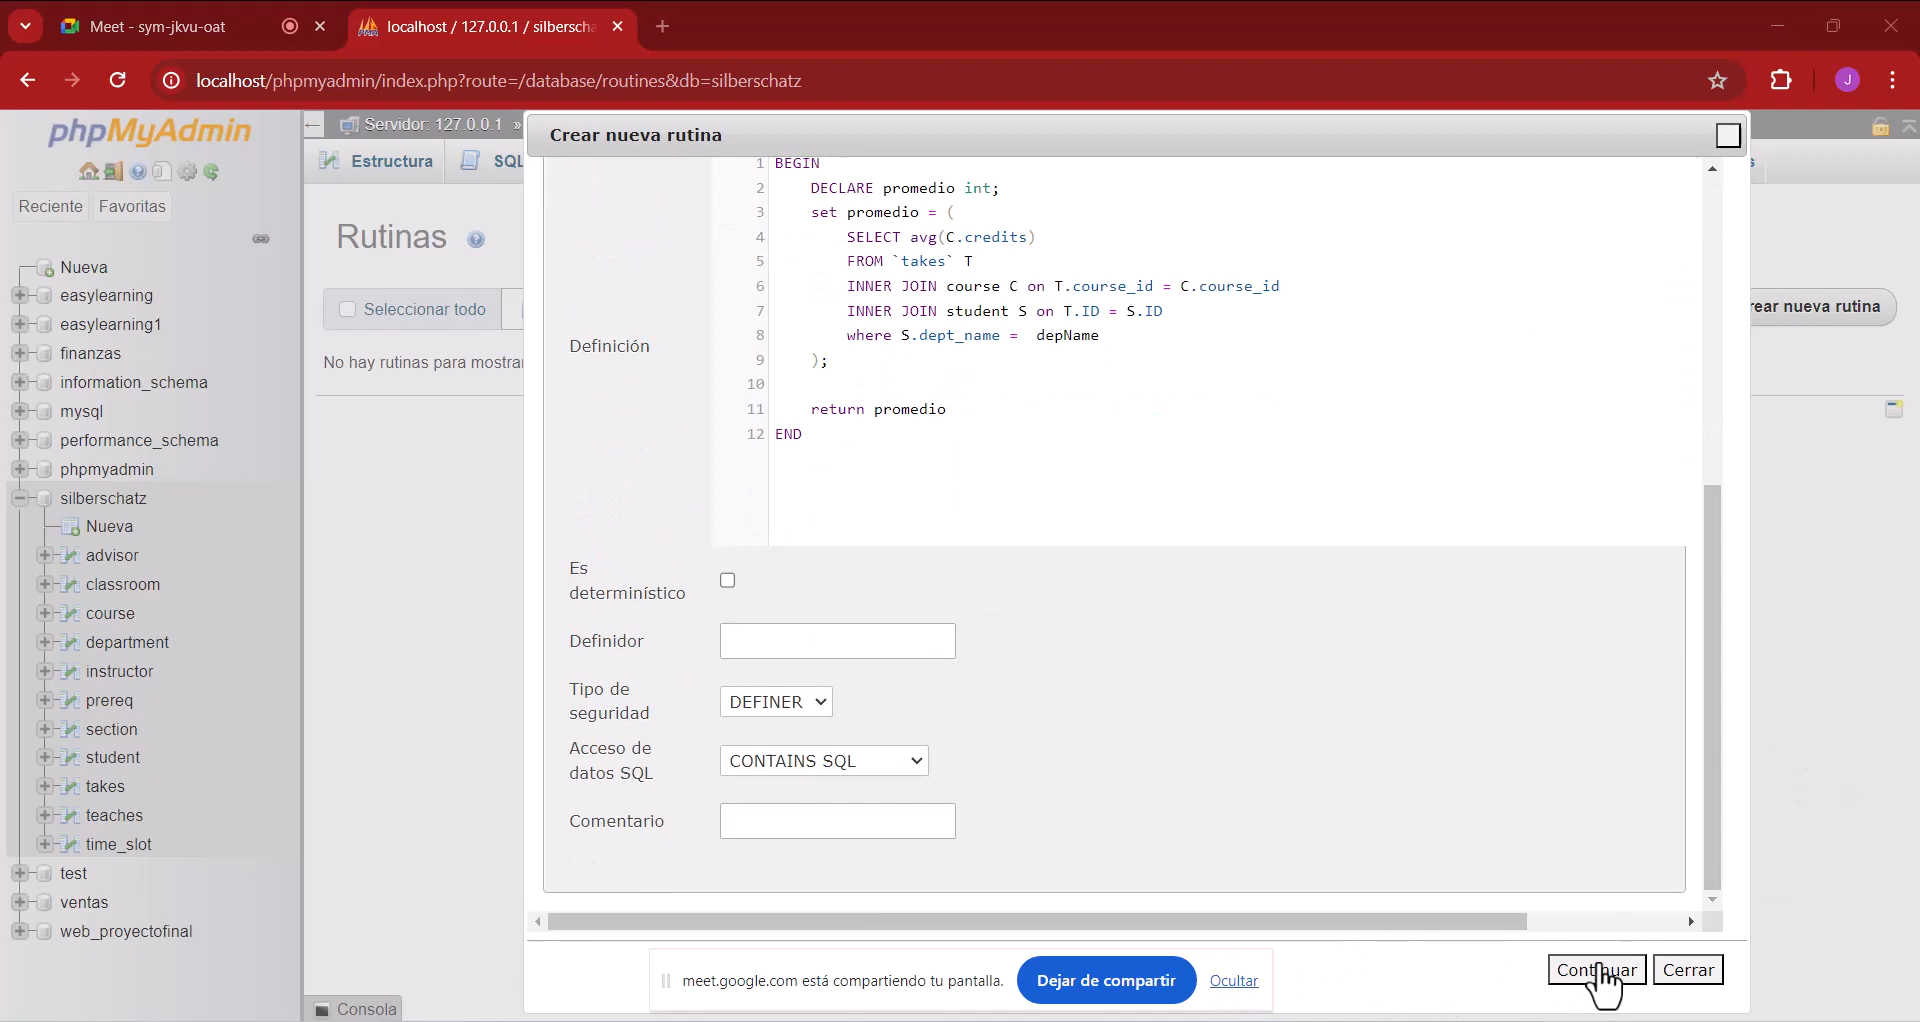 Meet - sym-jkvu-oat
localhost / 127.0.0.1 / silberscha
localhost/phpmyadmin/index.php?route=/database/routines&db=silberschatz
J
phpMyAdmin
Reciente
Favoritas
Nueva
easylearning
easylearning1
finanzas
information_schema
mysql
performance_schema
phpmyadmin
silberschatz
Nueva
advisor
classroom
course
department
instructor
prereq
section
student
takes
teaches
time_slot
test
ventas
web_proyectofinal
Servidor: 127.0.0.1 »
Estructura
SQL
Rutinas
Seleccionar todo
No hay rutinas para mostrar
rear nueva rutina
s
Crear nueva rutina
Definición
1 BEGIN
2 DECLARE promedio int;
3 set promedio = (
4 SELECT avg(C.credits)
5 FROM `takes` T
6 INNER JOIN course C on T.course_id = C.course_id
7 INNER JOIN student S on T.ID = S.ID
8 where S.dept_name =  depName
9 );
10
11 return promedio
12 END
Es
determinístico
Definidor
Tipo de
seguridad
DEFINER
Acceso de
datos SQL
CONTAINS SQL
Comentario
meet.google.com está compartiendo tu pantalla.
Dejar de compartir
Ocultar
Continuar
Cerrar
Consola